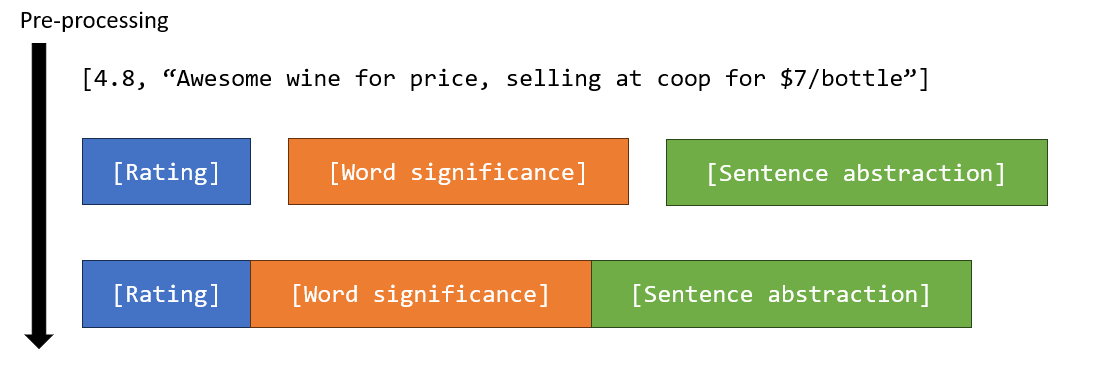 Pre-processing
[4.8, “Awesome wine for price, selling at coop for $7/bottle”]
[Rating] [Word significance] [Sentence abstraction]
[Rating] [Word significance] [Sentence abstraction]